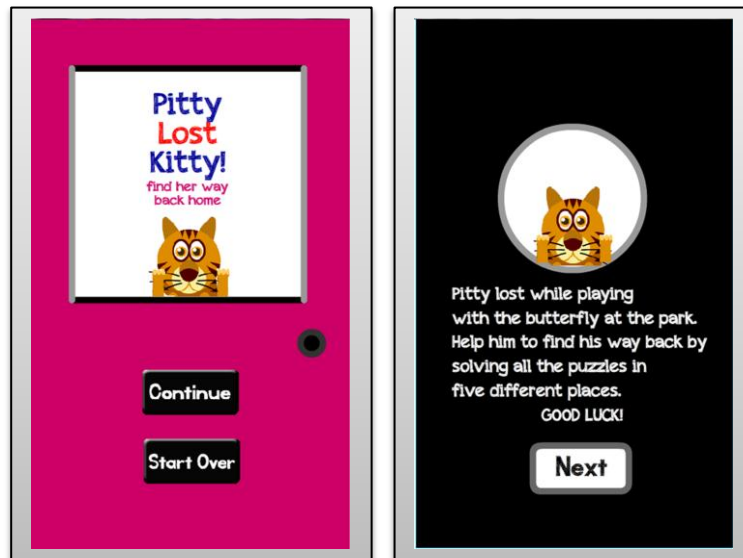 Pitty
Lost
Kitty!
find her way
back home
Continue
Start Over
Pitty lost while playing
with the butterfly at the park.
Help him to find his way back by
solving all the puzzles in
five different places.
GOOD LUCK!
Next